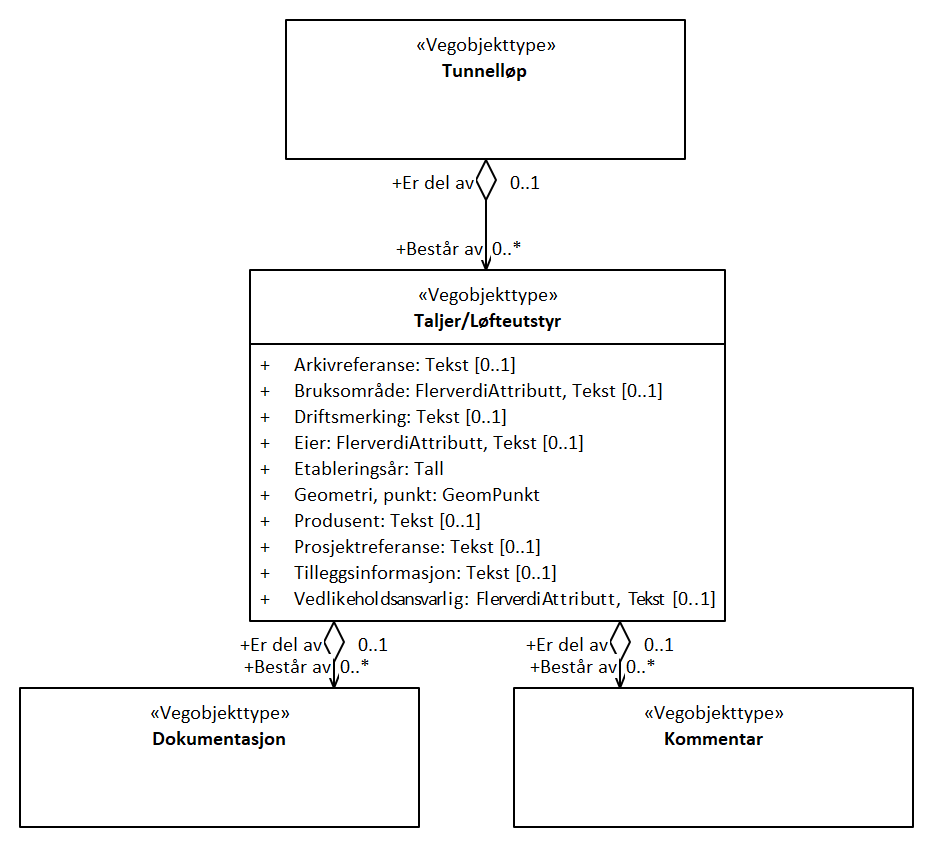 «Vegobjekttype»
Tunnelløp
+Er del av 0..1
+Består av 0..*
«Vegobjekttype»
Taljer/Løfteutstyr
+ Arkivreferanse: Tekst [0..1]
+ Bruksområde: FlerverdiAttributt, Tekst [0..1]
+ Driftsmerking: Tekst [0..1]
+ Eier: FlerverdiAttributt, Tekst [0..1]
+ Etableringsår: Tall
+ Geometri, punkt: GeomPunkt
+ Produsent: Tekst [0..1]
+ Prosjektreferanse: Tekst [0..1]
+ Tilleggsinformasjon: Tekst [0..1]
+ Vedlikeholdsansvarlig: FlerverdiAttributt, Tekst [0..1]
+Er del av 0..1
+Består av 0..*
+Er del av 0..1
+Består av 0..*
«Vegobjekttype»
Dokumentasjon
«Vegobjekttype»
Kommentar